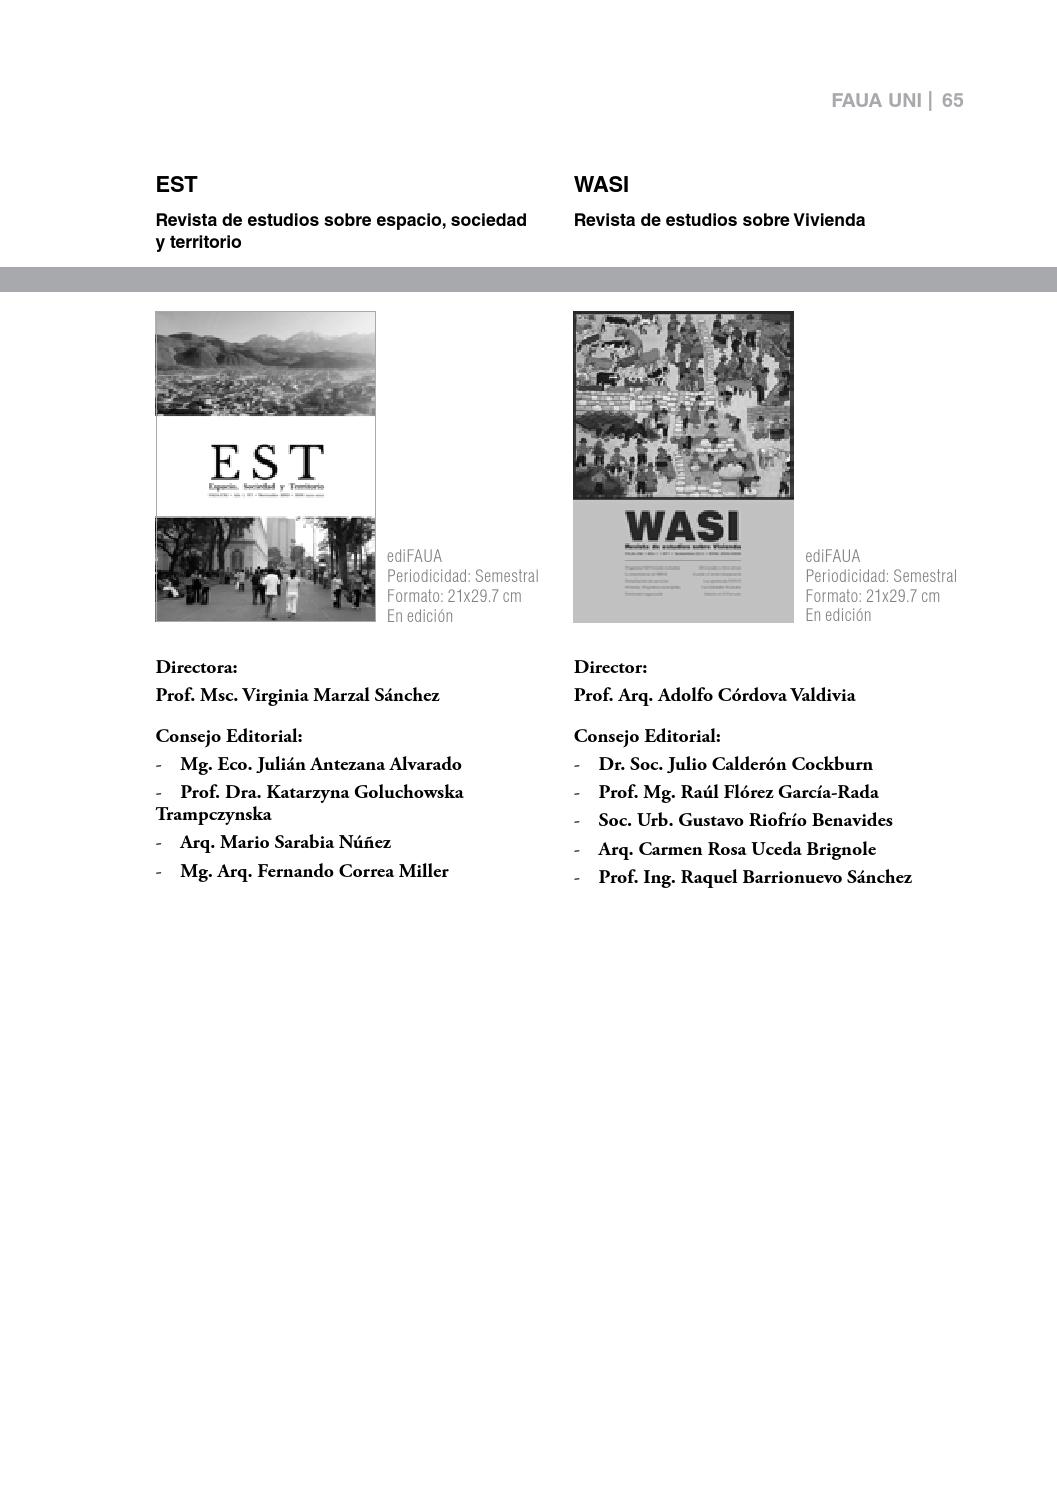 FAUA UNI | 65
EST
Revista de estudios sobre espacio, sociedad
y territorio
EST
Espacio, Sociedad y Territorio
ediFAUA
Periodicidad: Semestral
Formato: 21x29.7 cm
En edición
Directora:
Prof. Msc. Virginia Marzal Sánchez
Consejo Editorial:
- Mg. Eco. Julián Antezana Alvarado
- Prof. Dra. Katarzyna Goluchowska
Trampczynska
- Arq. Mario Sarabia Núñez
- Mg. Arq. Fernando Correa Miller
WASI
Revista de estudios sobre Vivienda
WASI
Revista de estudios sobre Vivienda
ediFAUA
Periodicidad: Semestral
Formato: 21x29.7 cm
En edición
Director:
Prof. Arq. Adolfo Córdova Valdivia
Consejo Editorial:
- Dr. Soc. Julio Calderón Cockburn
- Prof. Mg. Raúl Flórez García-Rada
- Soc. Urb. Gustavo Riofrío Benavides
- Arq. Carmen Rosa Uceda Brignole
- Prof. Ing. Raquel Barrionuevo Sánchez